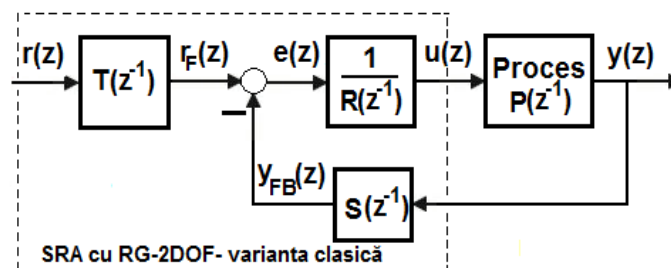 r(z)
T(z⁻¹)
r_F(z)
e(z)
1
R(z⁻¹)
u(z)
Proces
P(z⁻¹)
y(z)
–
y_FB(z)
S(z⁻¹)
SRA cu RG-2DOF- varianta clasică